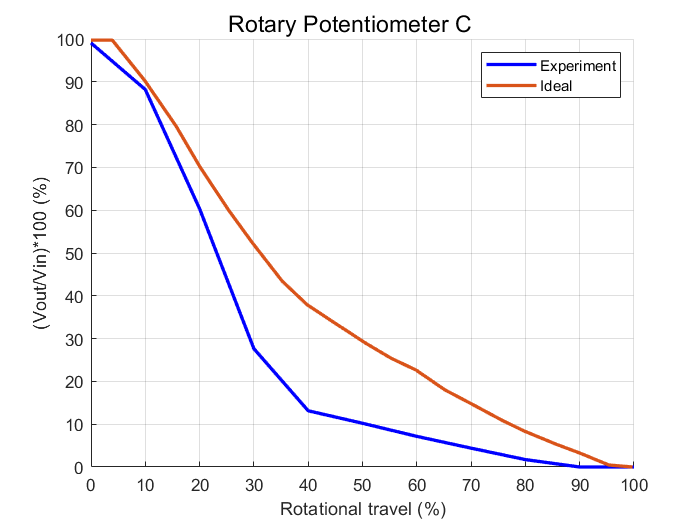 Rotary Potentiometer C
Experiment
Ideal
(Vout/Vin)*100 (%)
100
90
80
70
60
50
40
30
20
10
0
0 10 20 30 40 50 60 70 80 90 100
Rotational travel (%)